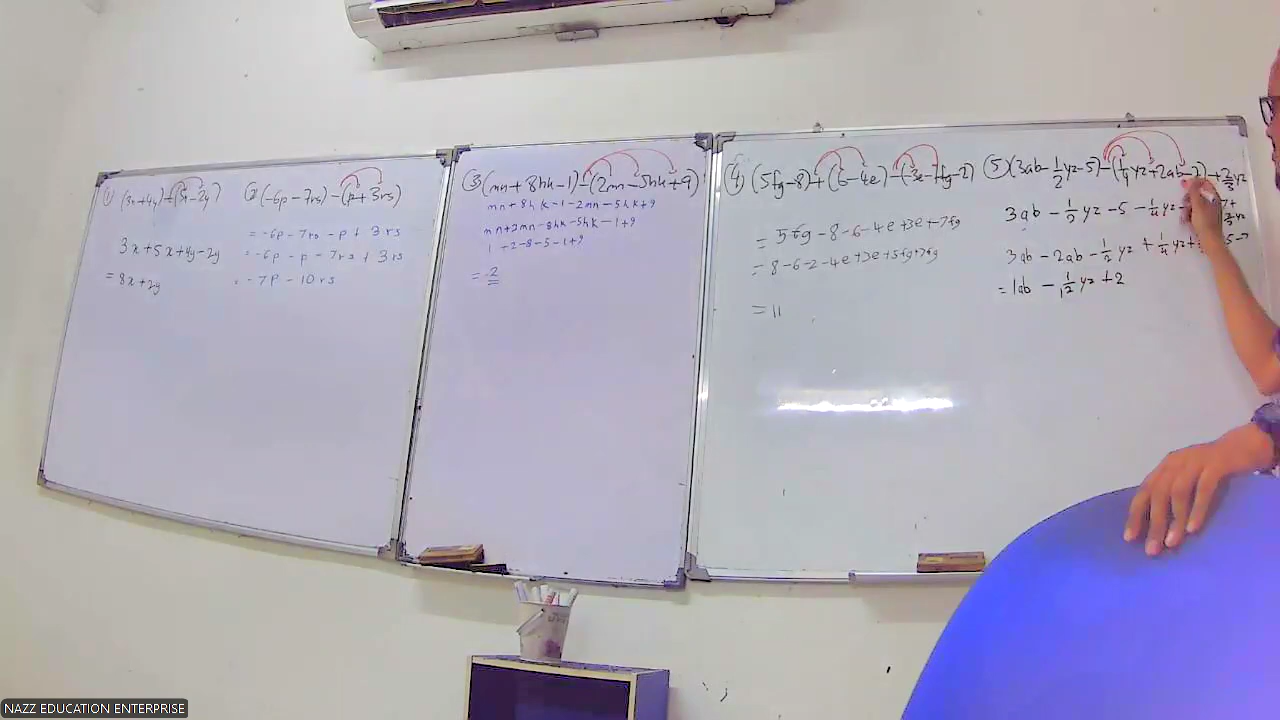 1) (3x+4y)+(5x-2y)
3x+5x+4y-2y
= 8x+2y
2) (-6p-7rs)-(p+3rs)
= -6p-7rs-p+3rs
= -6p-p-7rs+3rs
= -7p-10rs
3) (mn+8hk-1)-(2mn-5hk+9)
mn+8hk-1-2mn-5hk+9
mn+2mn-8hk-5hk-1+9
1+2-8-5-1+9
= 2
4) (5fg-8)+(6-4e)-(3e-7fg-2)
= 5fg-8-6-4e+3e+7fg
= 8-6-2-4e+3e+5fg+7fg
= 11
5) (3ab-1/2yz-5)-(1/4yz+2ab-7)+2/3yz
3ab-1/2yz-5-1/4yz
3ab-2ab-1/2yz+1/4yz
= 1ab-1/2yz+2
NAZZ EDUCATION ENTERPRISE